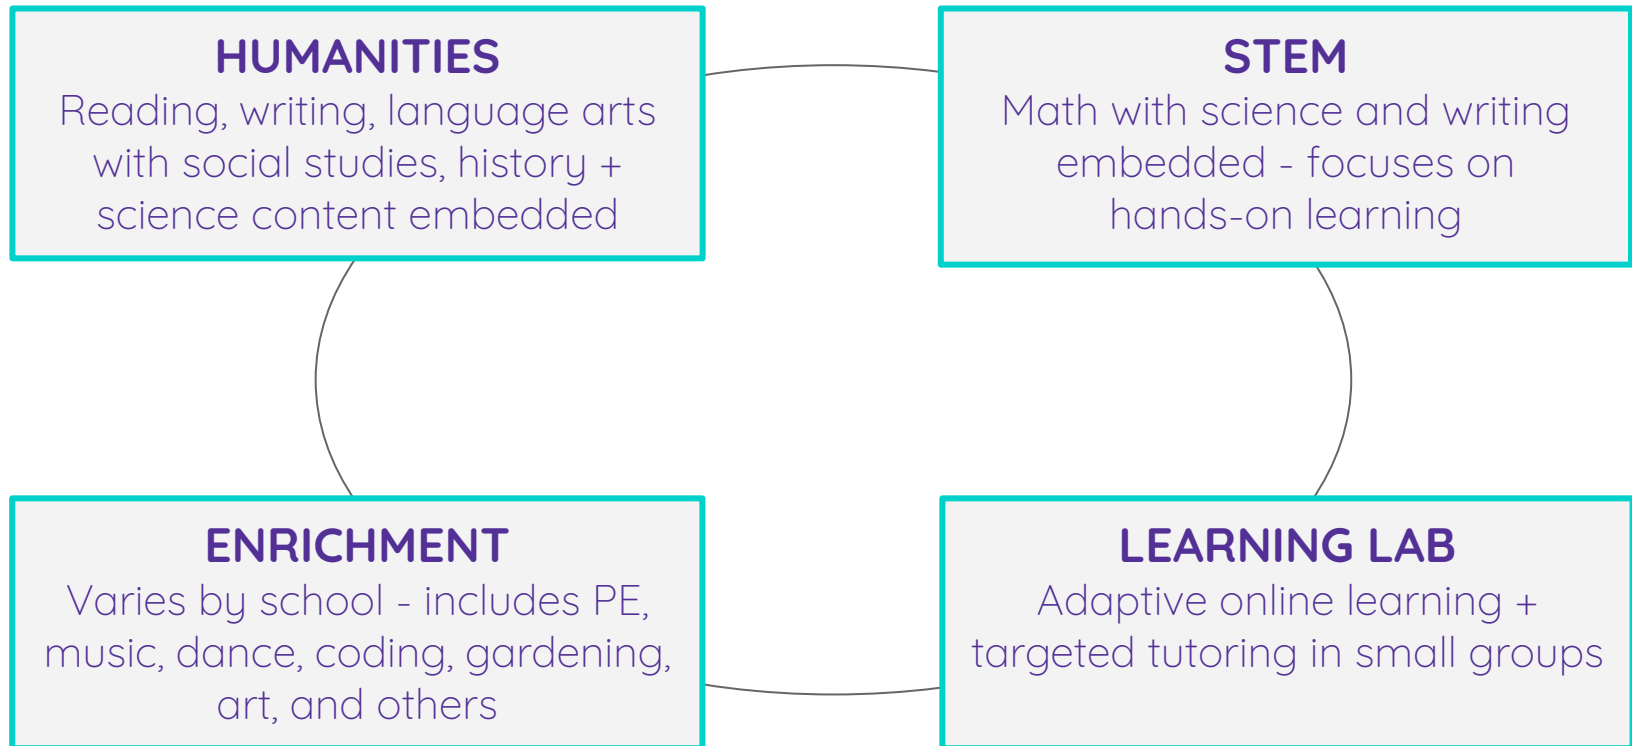 HUMANITIES
Reading, writing, language arts
with social studies, history +
science content embedded
STEM
Math with science and writing
embedded - focuses on
hands-on learning
ENRICHMENT
Varies by school - includes PE,
music, dance, coding, gardening,
art, and others
LEARNING LAB
Adaptive online learning +
targeted tutoring in small groups